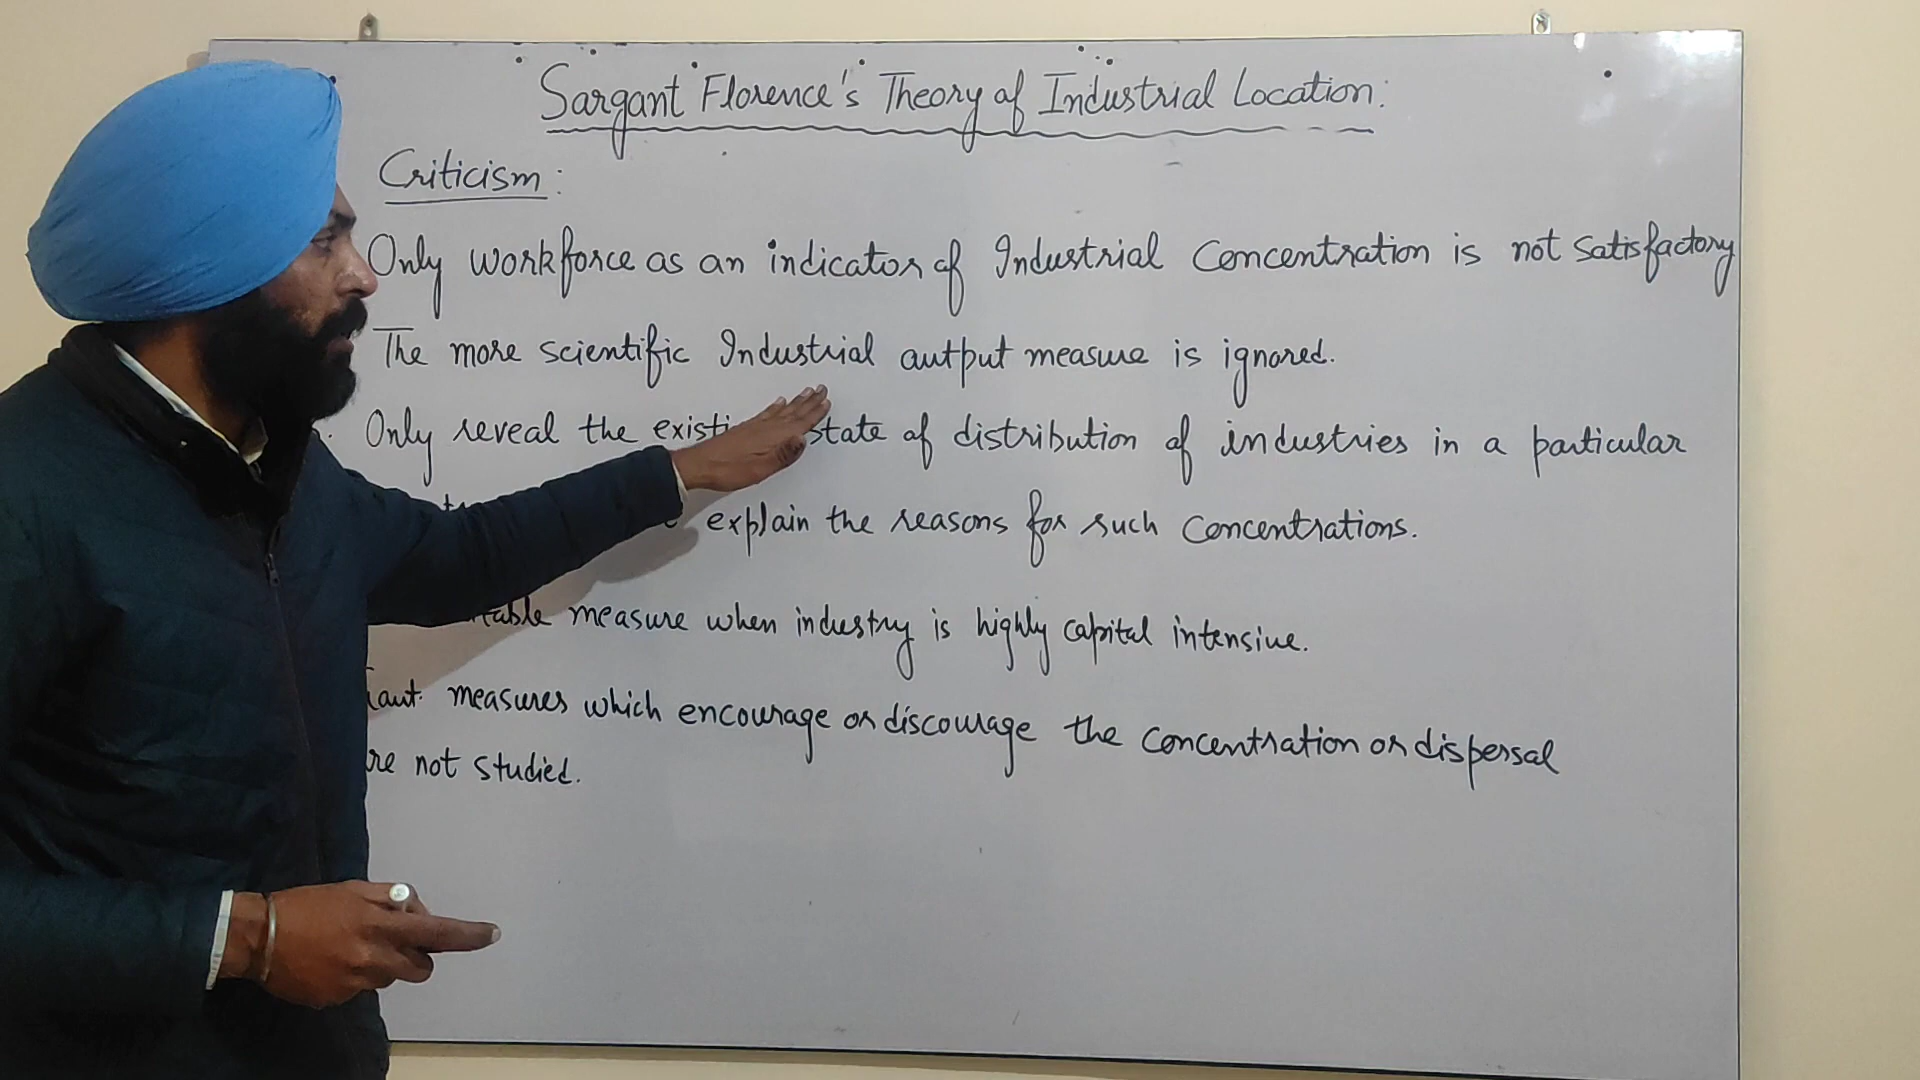 Sargant Florence's Theory of Industrial Location:
Criticism:
Only workforce as an indicator of Industrial Concentration is not satisfactory
The more scientific Industrial output measure is ignored.
Only reveal the state of distribution of industries in a particular
explain the reasons for such Concentrations.
measure when industry is highly capital intensive.
measures which encourage or discourage the concentration or dispersal
not studied.